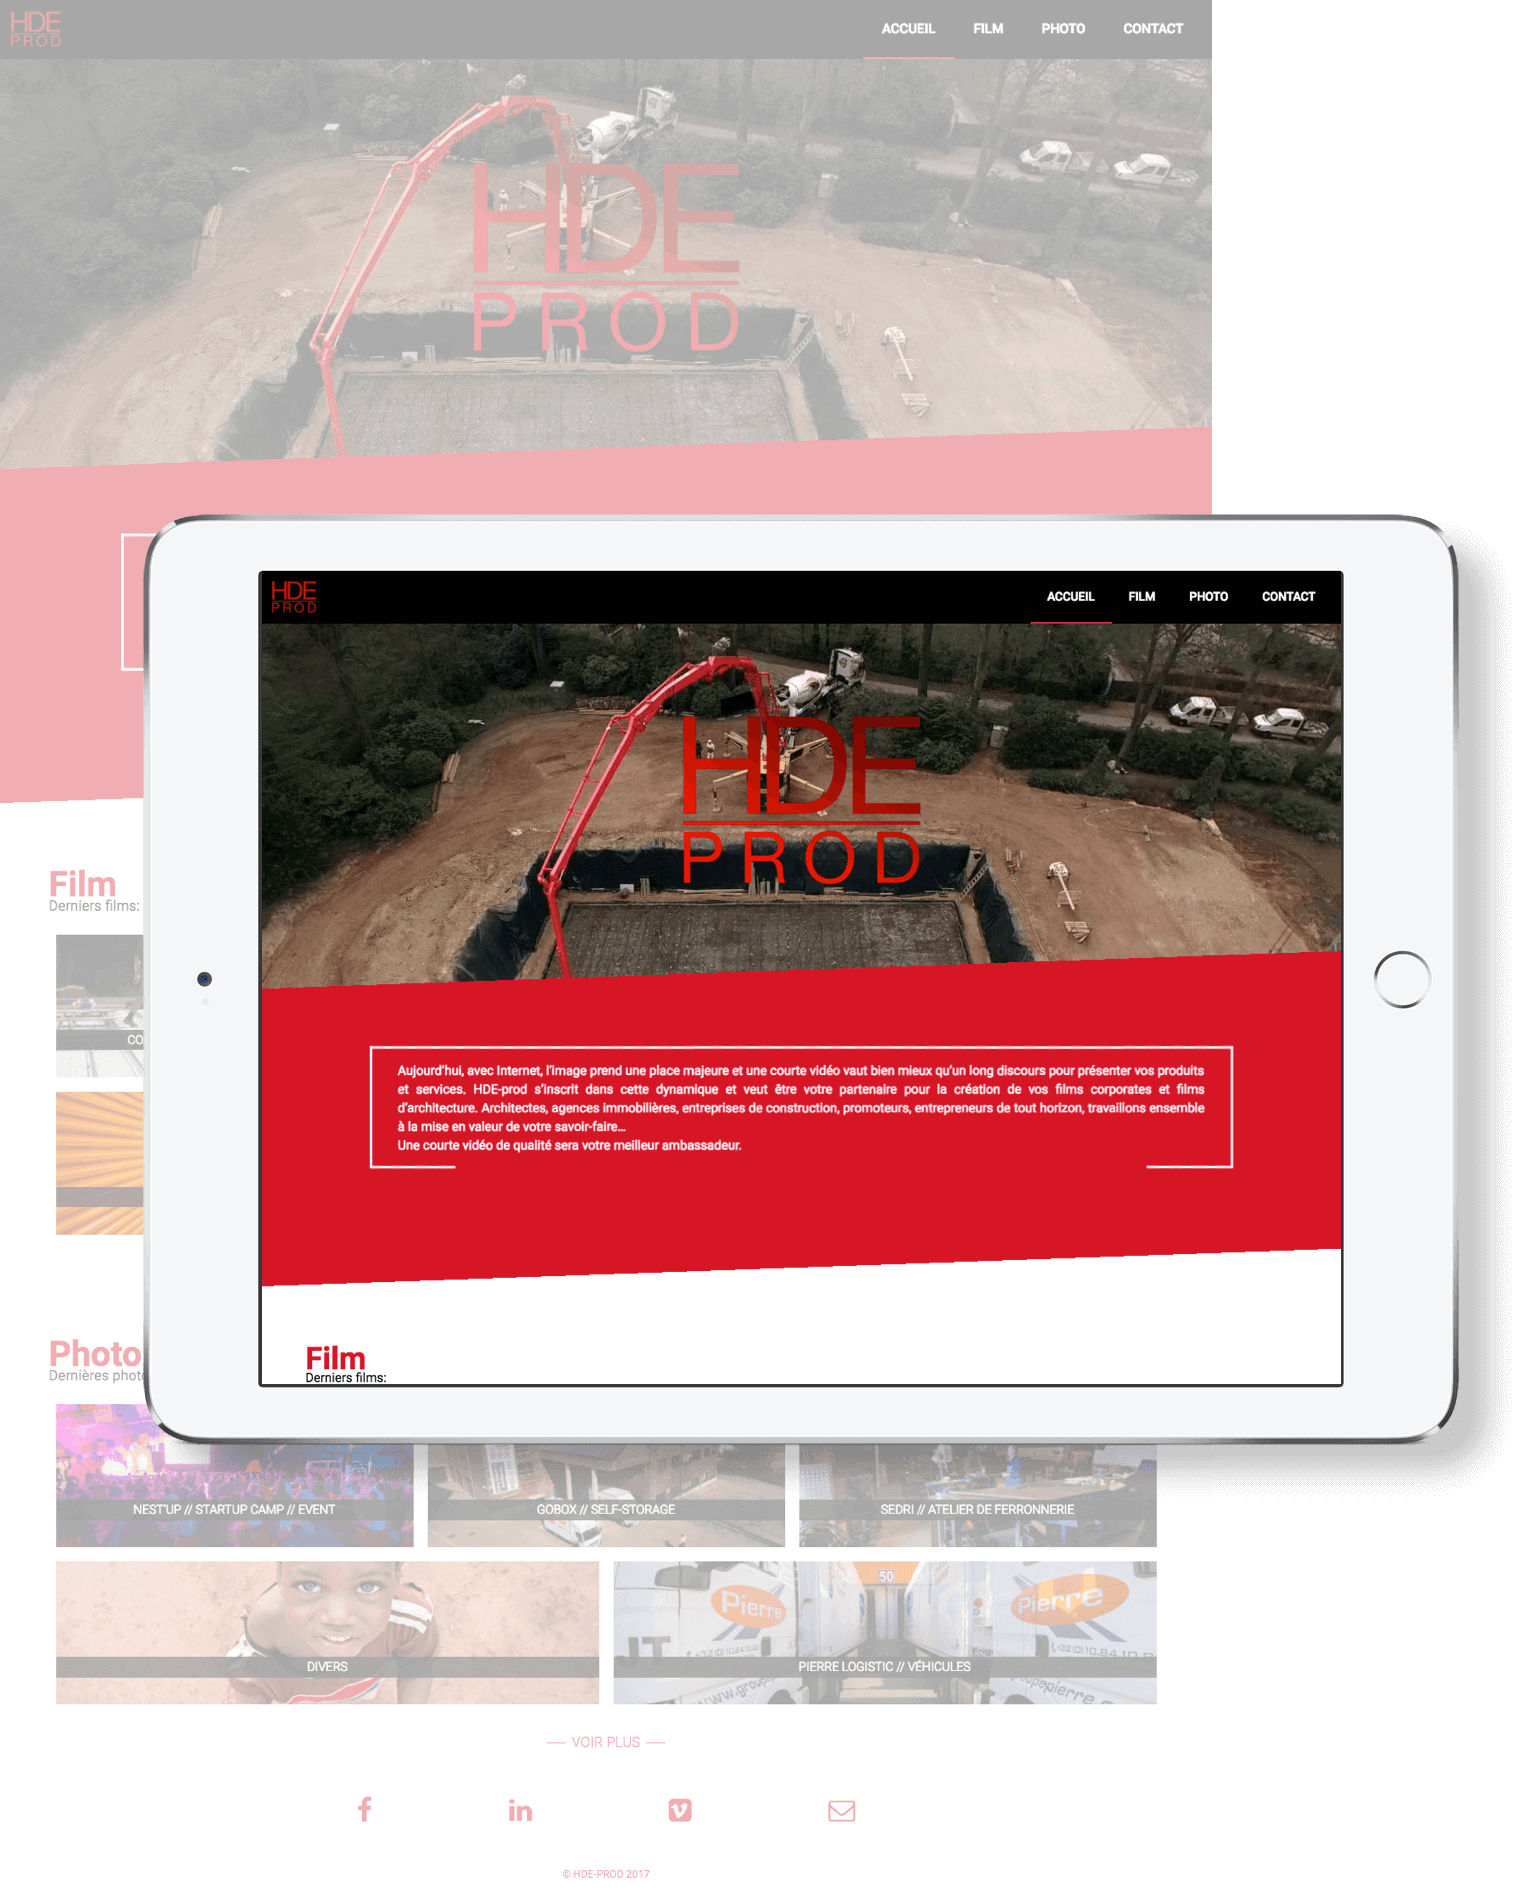 HDE
PROD
ACCUEIL FILM PHOTO CONTACT
HDE
PROD
HDE
PROD
ACCUEIL FILM PHOTO CONTACT
HDE
PROD
Aujourd'hui, avec Internet, l'image prend une place majeure et une courte vidéo vaut bien mieux qu'un long discours pour présenter vos produits
et services. HDE-prod s'inscrit dans cette dynamique et veut être votre partenaire pour la création de vos films corporates et films
d'architecture. Architectes, agences immobilières, entreprises de construction, promoteurs, entrepreneurs de tout horizon, travaillons ensemble
à la mise en valeur de votre savoir-faire...
Une courte vidéo de qualité sera votre meilleur ambassadeur.
Film
Derniers films:
Film
Derniers films:
CO
Photo
Dernières phot
NEST'UP // STARTUP CAMP // EVENT
GOBOX // SELF-STORAGE
SEDRI // ATELIER DE FERRONNERIE
50
Pierre
Pierre
JT
DIVERS
PIERRE LOGISTIC // VÉHICULES
VOIR PLUS
© HDE-PROD 2017